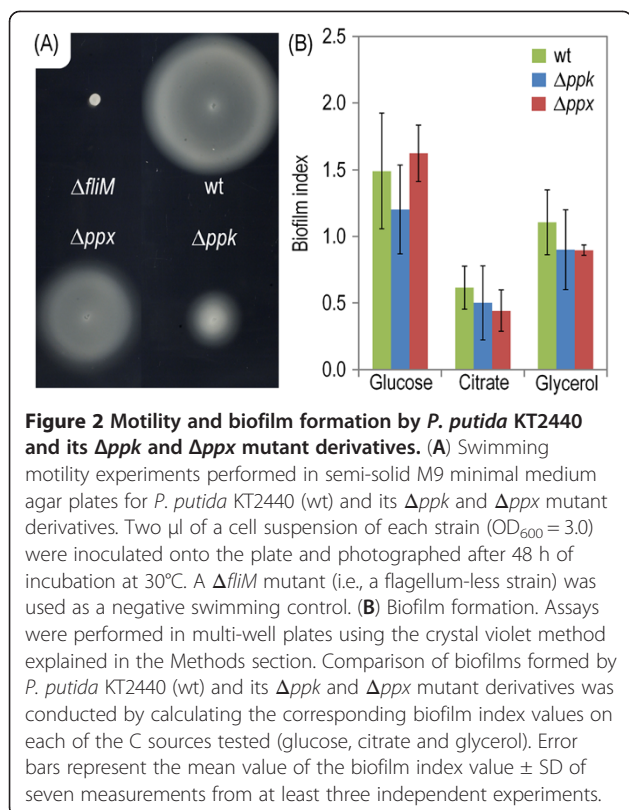 (A)
ΔfliM
wt
Δppx
Δppk
(B)
Biofilm index
2.5
2.0
1.5
1.0
0.5
0.0
wt
Δppk
Δppx
Glucose
Citrate
Glycerol
Figure 2 Motility and biofilm formation by P. putida KT2440
and its Δppk and Δppx mutant derivatives. (A) Swimming
motility experiments performed in semi-solid M9 minimal medium
agar plates for P. putida KT2440 (wt) and its Δppk and Δppx mutant
derivatives. Two µl of a cell suspension of each strain (OD600 = 3.0)
were inoculated onto the plate and photographed after 48 h of
incubation at 30°C. A ΔfliM mutant (i.e., a flagellum-less strain) was
used as a negative swimming control. (B) Biofilm formation. Assays
were performed in multi-well plates using the crystal violet method
explained in the Methods section. Comparison of biofilms formed by
P. putida KT2440 (wt) and its Δppk and Δppx mutant derivatives was
conducted by calculating the corresponding biofilm index values on
each of the C sources tested (glucose, citrate and glycerol). Error
bars represent the mean value of the biofilm index value ± SD of
seven measurements from at least three independent experiments.